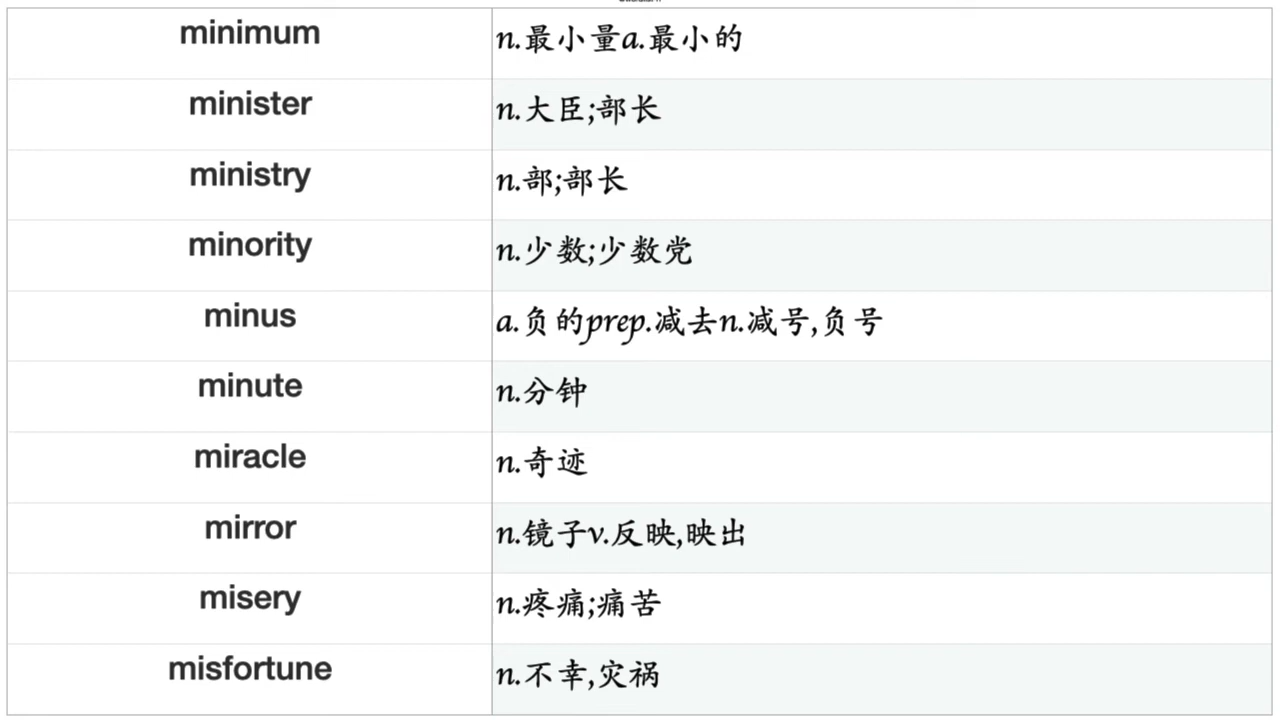 minimum n.最小量a.最小的
minister n.大臣;部长
ministry n.部;部长
minority n.少数;少数党
minus a.负的prep.减去n.减号,负号
minute n.分钟
miracle n.奇迹
mirror n.镜子v.反映,映出
misery n.疼痛;痛苦
misfortune n.不幸,灾祸